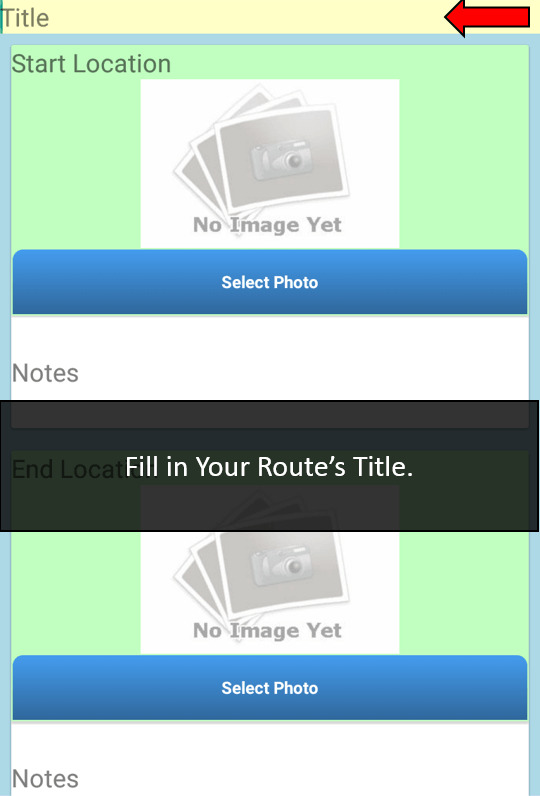 Title
Start Location
No Image Yet
Select Photo
Notes
End Location
Fill in Your Route’s Title.
No Image Yet
Select Photo
Notes